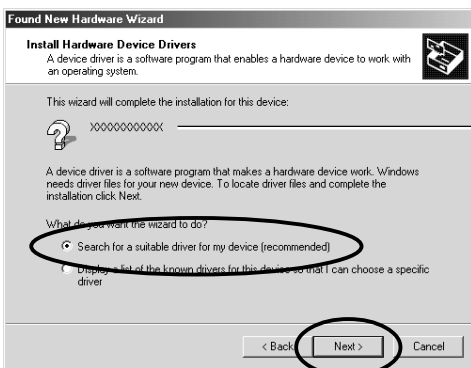 Found New Hardware Wizard
Install Hardware Device Drivers
A device driver is a software program that enables a hardware device to work with
an operating system.
This wizard will complete the installation for this device:
XXXXXXXXXXX
A device driver is a software program that makes a hardware device work. Windows
needs driver files for your new device. To locate driver files and complete the
installation click Next.
What do you want the wizard to do?
Search for a suitable driver for my device (recommended)
Display a list of the known drivers for this device so that I can choose a specific
driver
< Back Next > Cancel